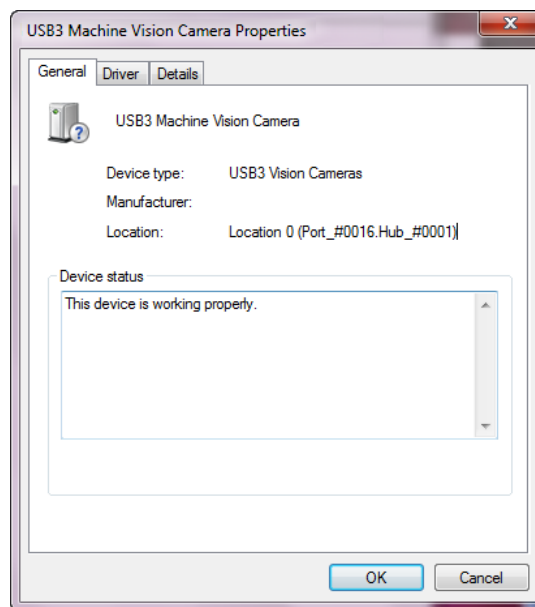 USB3 Machine Vision Camera Properties
General Driver Details
USB3 Machine Vision Camera
Device type: USB3 Vision Cameras
Manufacturer:
Location: Location 0 (Port_#0016.Hub_#0001)
Device status
This device is working properly.
OK Cancel